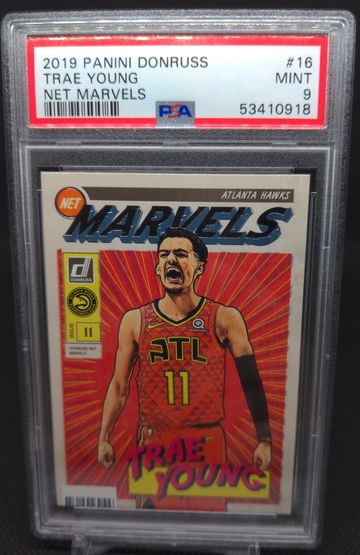 2019 PANINI DONRUSS #16
TRAE YOUNG MINT
NET MARVELS 9
PSA 53410918
ATLANTA HAWKS
NET
MARVELS
DONRUSS
ISSUE 11
DONRUSS NET
MARVELS
ATL
11
TRAE
YOUNG